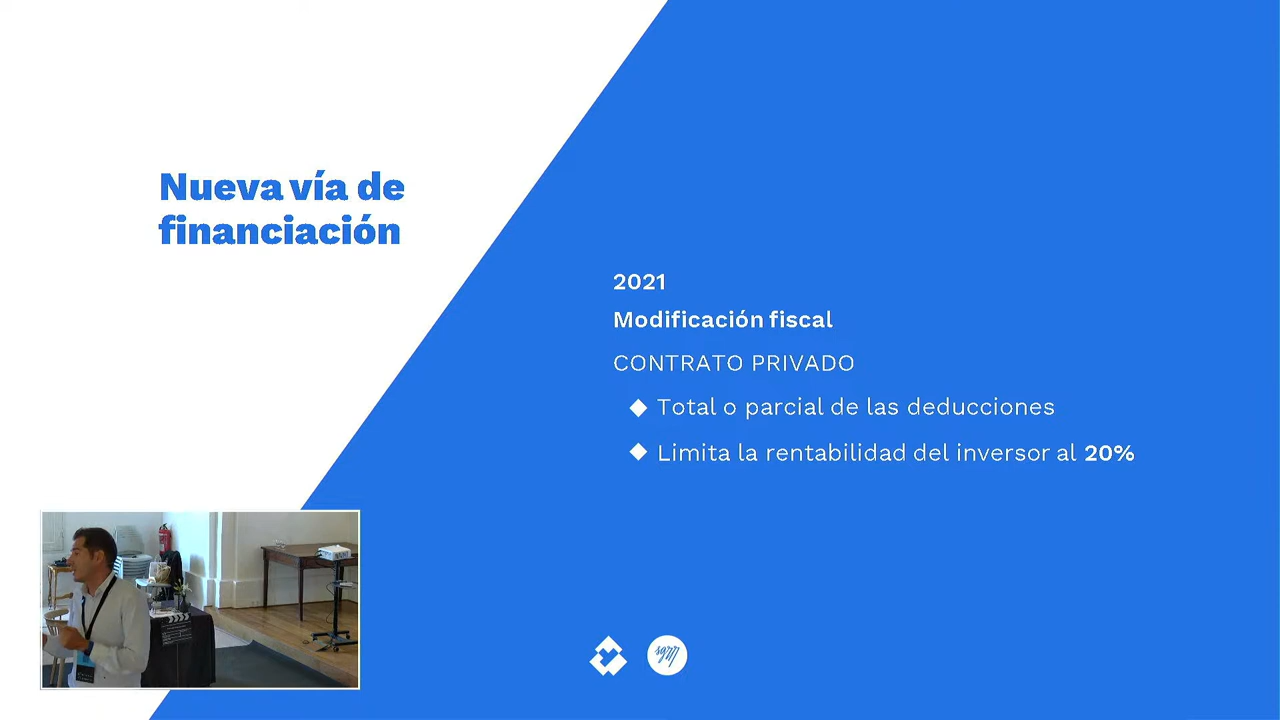 Nueva vía de
financiación
2021
Modificación fiscal
CONTRATO PRIVADO
Total o parcial de las deducciones
Limita la rentabilidad del inversor al 20%